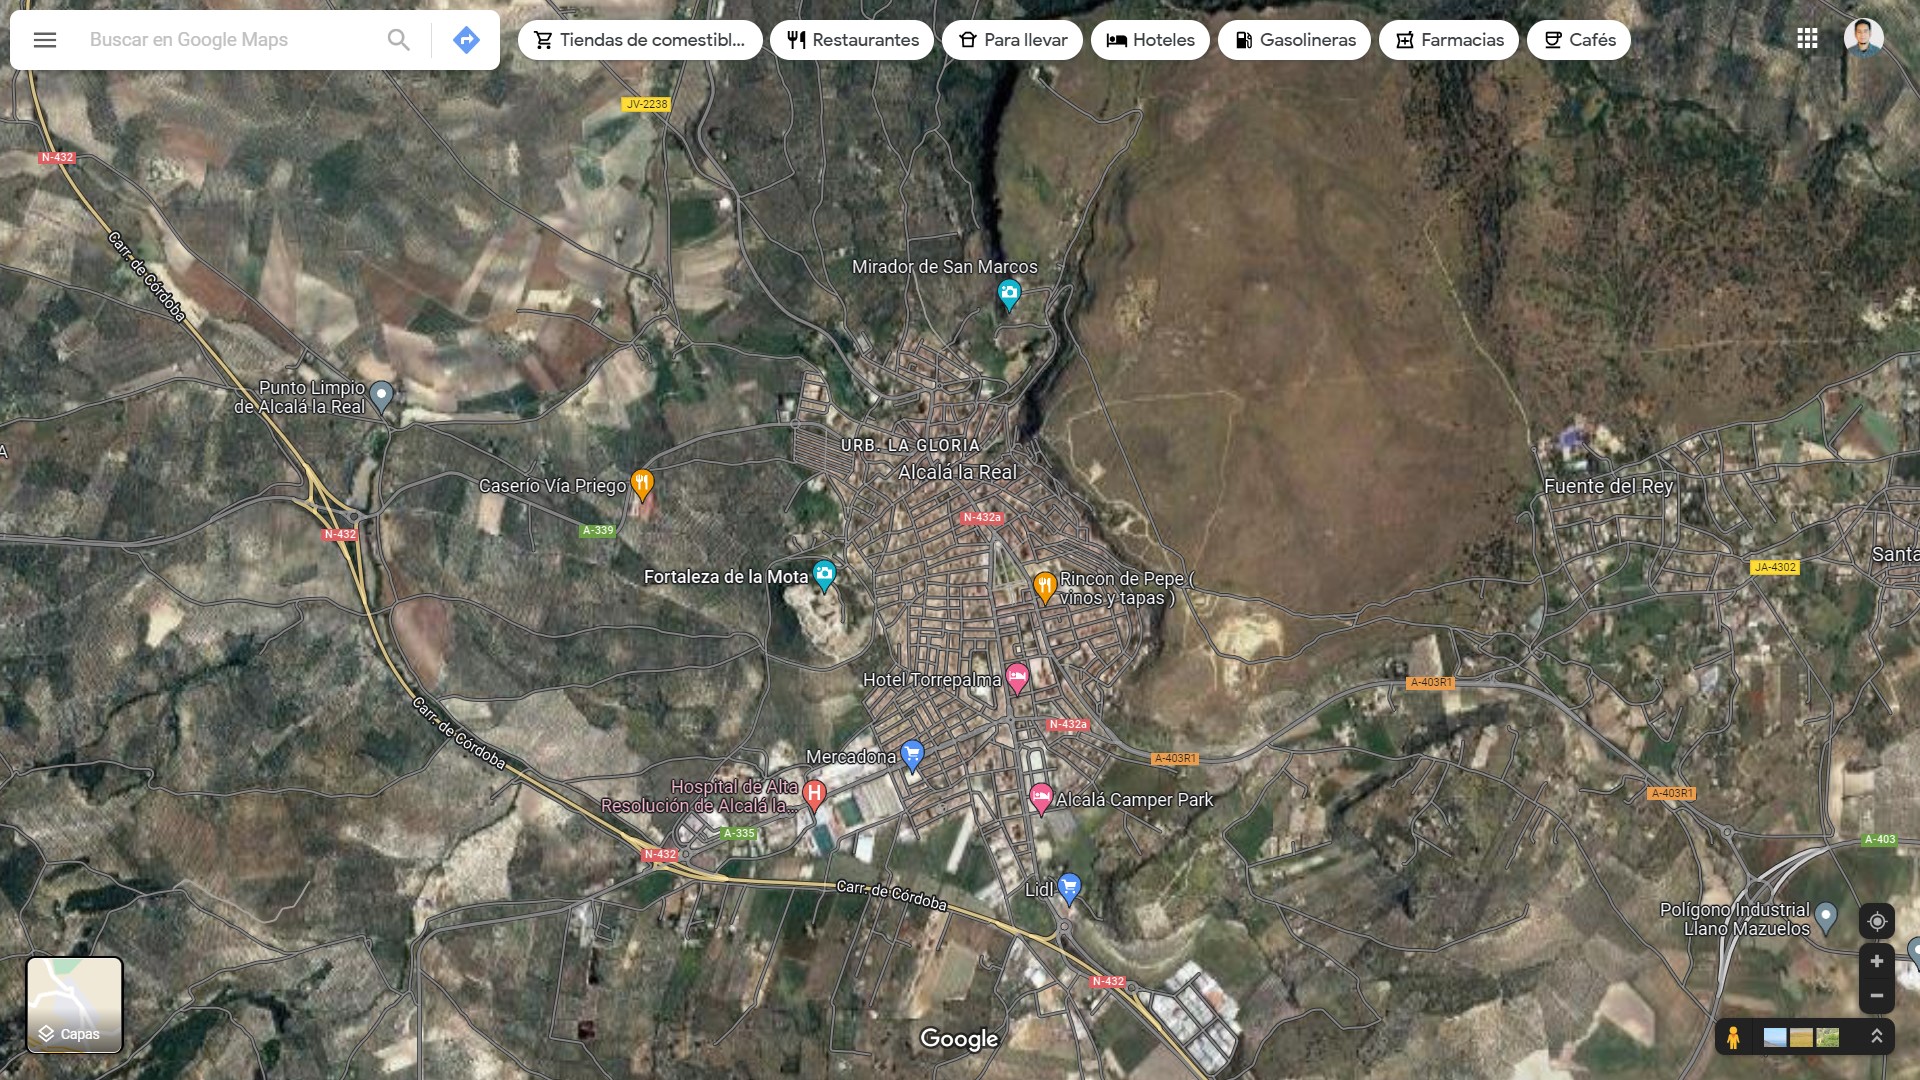 Buscar en Google Maps
Tiendas de comestibl...
Restaurantes
Para llevar
Hoteles
Gasolineras
Farmacias
Cafés
JV-2238
N-432
Carr. de Córdoba
Mirador de San Marcos
Punto Limpio
de Alcalá la Real
URB. LA GLORIA
Alcalá la Real
A
Caserío Vía Priego
Fuente del Rey
N-432a
A-339
N-432
Santa
JA-4302
Fortaleza de la Mota
Rincon de Pepe (
vinos y tapas )
Hotel Torrepalma
A-403R1
N-432a
Carr. de Córdoba
Mercadona
A-403R1
Hospital de Alta
Resolución de Alcalá la...
H
Alcalá Camper Park
A-403R1
A-335
A-403
N-432
Carr. de Córdoba
Lidl
Polígono Industrial
Llano Mazuelos
N-432
Capas
Google